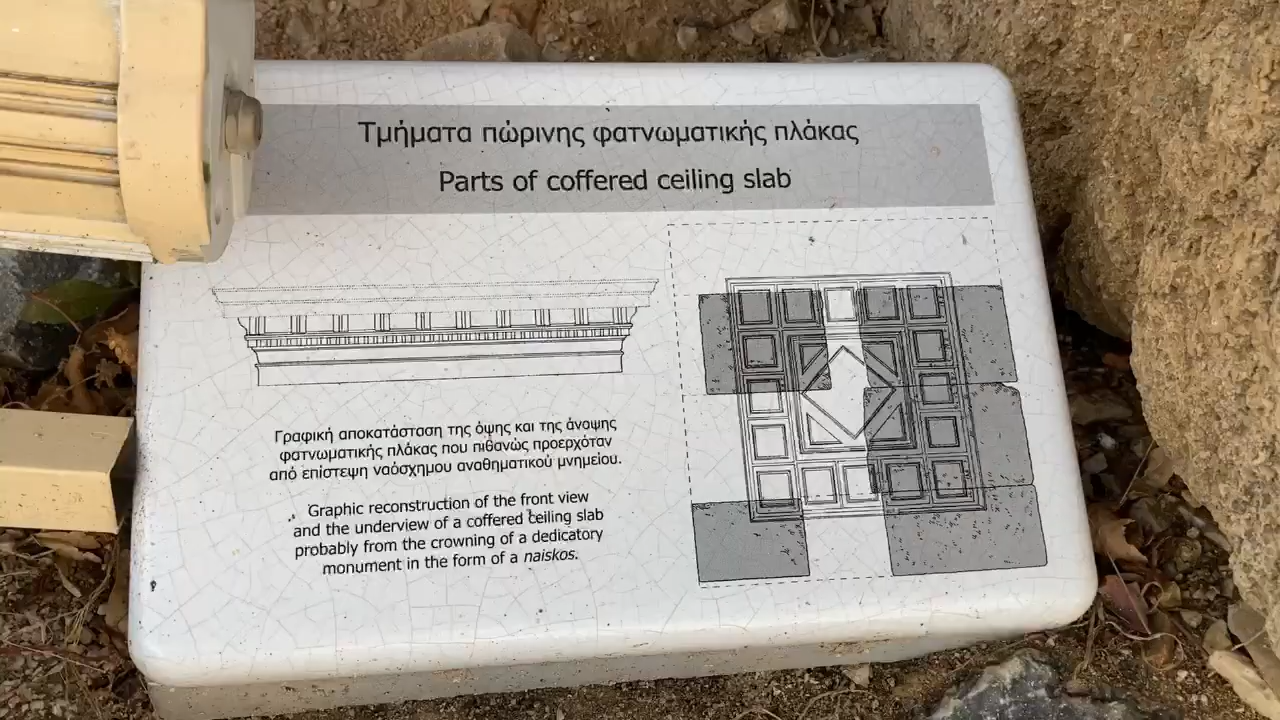 Τμήματα πώρινης φατνωματικής πλάκας
Parts of coffered ceiling slab
Γραφική αποκατάσταση της όψης και της άνοψης
φατνωματικής πλάκας που πιθανώς προερχόταν
από επίστεψη ναόσχημου αναθηματικού μνημείου.
Graphic reconstruction of the front view
and the underview of a coffered ceiling slab
probably from the crowning of a dedicatory
monument in the form of a naiskos.